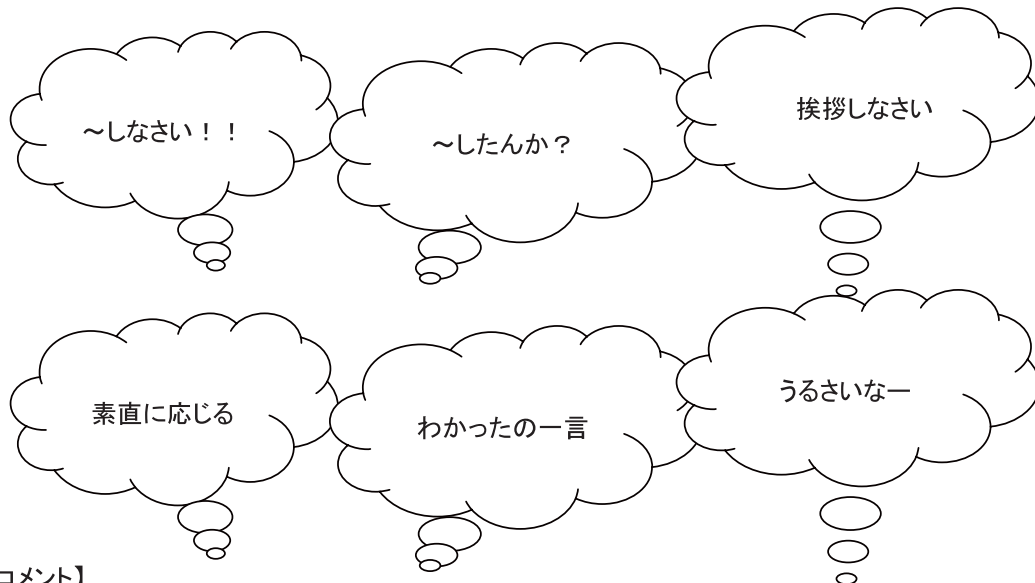 ～しなさい！！
～したんか？
挨拶しなさい
素直に応じる
わかったの一言
うるさいなー
コメント】